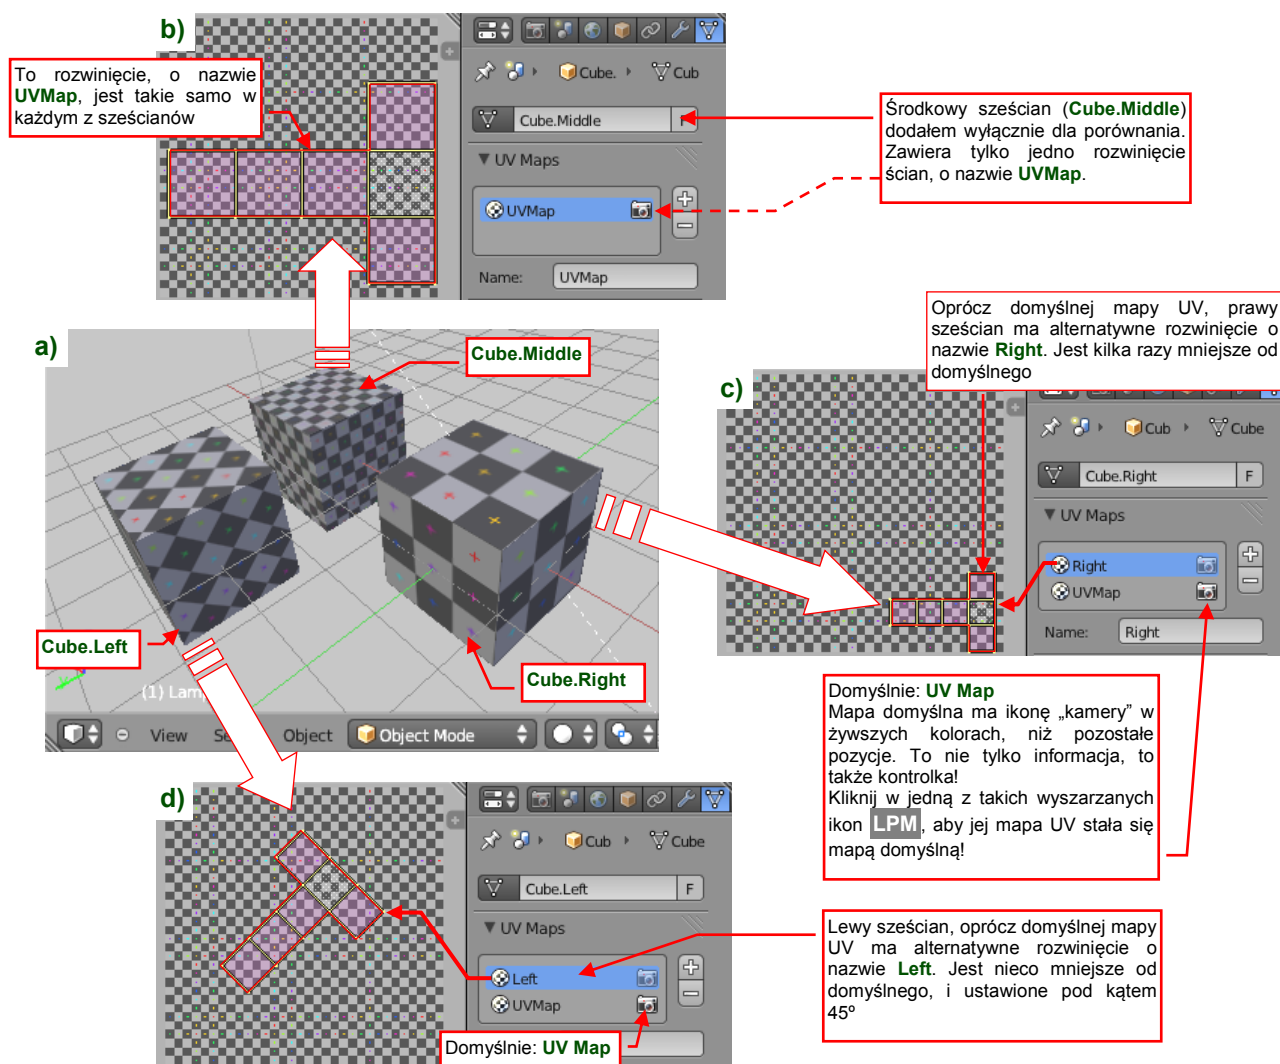 b)
To rozwinięcie, o nazwie
UVMap, jest takie samo w
każdym z sześcianów
Cube.
Cub
Cube.Middle
F
UV Maps
UVMap
Name:
UVMap
Środkowy sześcian (Cube.Middle)
dodałem wyłącznie dla porównania.
Zawiera tylko jedno rozwinięcie
ścian, o nazwie UVMap.
a)
Cube.Middle
Cube.Left
Cube.Right
(1) Lam
View
Object
Object Mode
Oprócz domyślnej mapy UV, prawy
sześcian ma alternatywne rozwinięcie o
nazwie Right. Jest kilka razy mniejsze od
domyślnego
c)
Cub
Cube
Cube.Right
F
UV Maps
Right
UVMap
Name:
Right
Domyślnie: UV Map
Mapa domyślna ma ikonę „kamery” w
żywszych kolorach, niż pozostałe
pozycje. To nie tylko informacja, to
także kontrolka!
Kliknij w jedną z takich wyszarzanych
ikon LPM, aby jej mapa UV stała się
mapą domyślną!
d)
Cub
Cube
Cube.Left
F
UV Maps
Left
UVMap
Domyślnie: UV Map
Lewy sześcian, oprócz domyślnej mapy
UV ma alternatywne rozwinięcie o
nazwie Left. Jest nieco mniejsze od
domyślnego, i ustawione pod kątem
45º